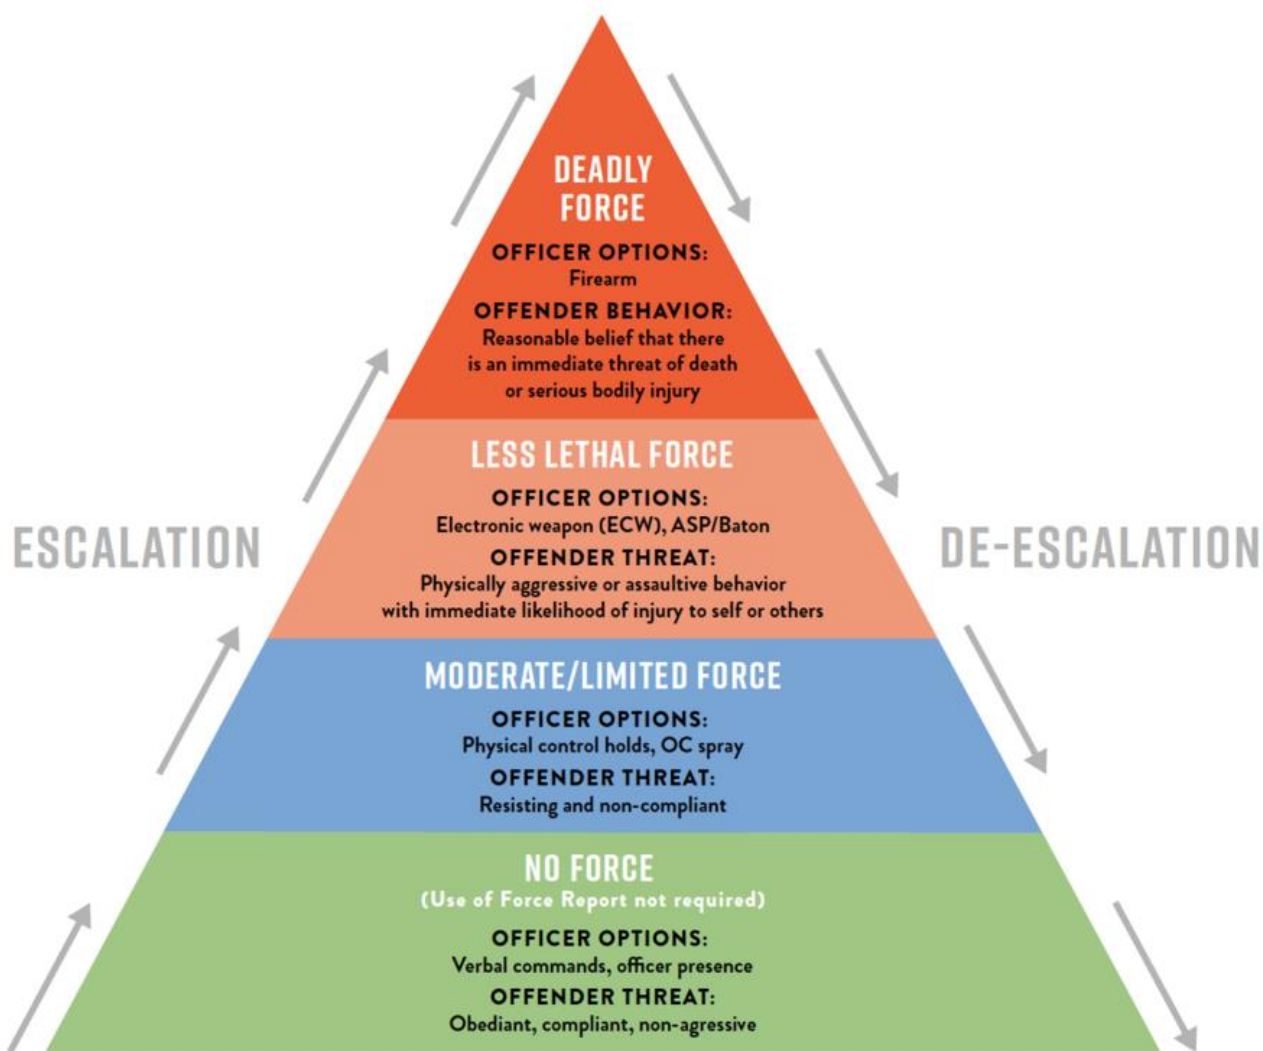 DEADLY
FORCE
OFFICER OPTIONS:
Firearm
OFFENDER BEHAVIOR:
Reasonable belief that there
is an immediate threat of death
or serious bodily injury
LESS LETHAL FORCE
OFFICER OPTIONS:
Electronic weapon (ECW), ASP/Baton
OFFENDER THREAT:
Physically aggressive or assaultive behavior
with immediate likelihood of injury to self or others
ESCALATION
DE-ESCALATION
MODERATE/LIMITED FORCE
OFFICER OPTIONS:
Physical control holds, OC spray
OFFENDER THREAT:
Resisting and non-compliant
NO FORCE
(Use of Force Report not required)
OFFICER OPTIONS:
Verbal commands, officer presence
OFFENDER THREAT:
Obediant, compliant, non-agressive